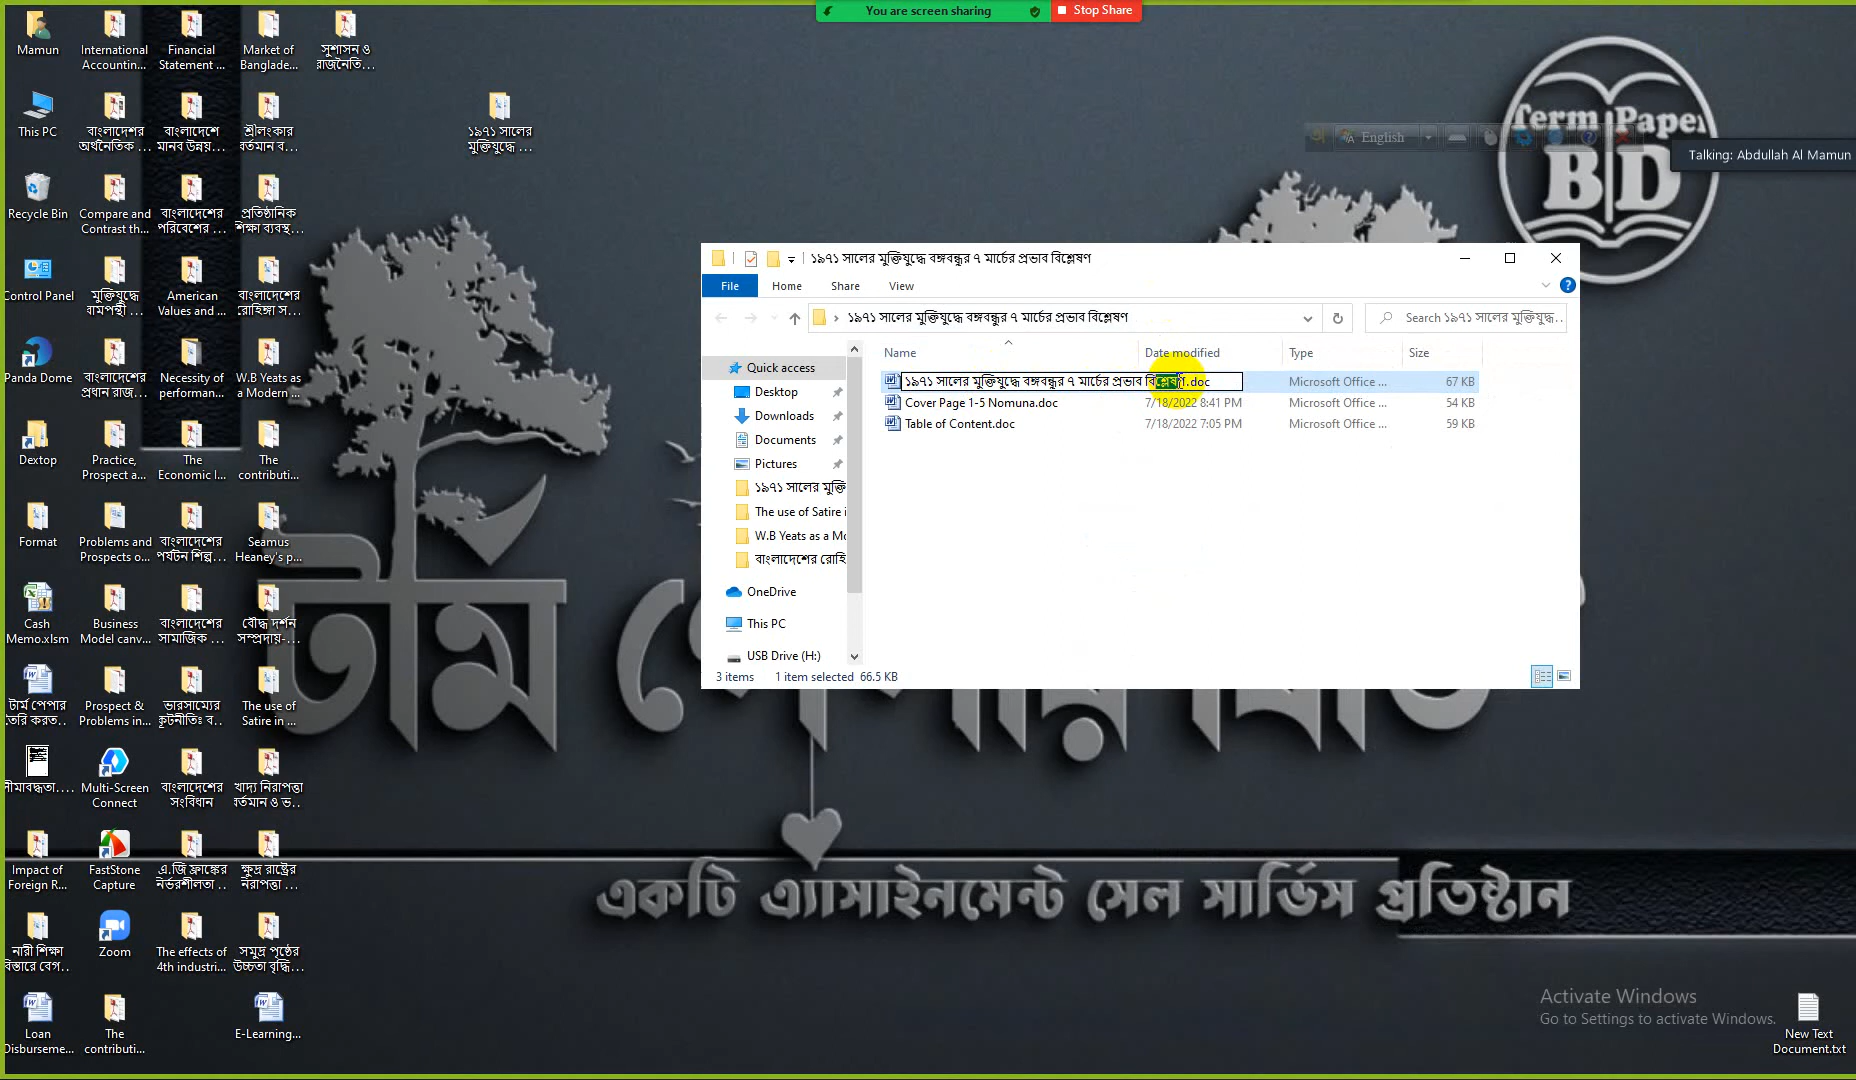 You are screen sharing
Stop Share
Mamun
International
Accountin...
Financial
Statement ...
Market of
Banglade...
সুশাসন ও
রাজনৈতি...
This PC
বাংলাদেশর
অর্থনৈতিক ...
বাংলাদেশে
মানব উন্নয়...
শ্রীলংকার
বর্তমান ব...
১৯৭১ সালের
মুক্তিযুদ্ধে ...
English
Term Paper
BD
Talking: Abdullah Al Mamun
Recycle Bin
Compare and
Contrast th...
বাংলাদেশের
পরিবেশের ...
প্রতিষ্ঠানিক
শিক্ষা ব্যবস্থ...
Control Panel
মুক্তিযুদ্ধে
বামপন্থী ...
American
Values and ...
বাংলাদেশের
রোহিঙ্গা স...
Panda Dome
বাংলাদেশের
প্রধান রাজ...
Necessity of
performan...
W.B Yeats as
a Modern ...
Dextop
Practice,
Prospect a...
The
Economic I...
The
contributi...
Format
Problems and
Prospects o...
বাংলাদেশের
পর্যটন শিল্প...
Seamus
Heaney's p...
Cash
Memo.xlsm
Business
Model canv...
বাংলাদেশের
সামাজিক ...
বৌদ্ধ দর্শন
সম্প্রদায়-...
টার্ম পেপার
তৈরি করত...
Prospect &
Problems in...
ভারসাম্যের
কূটনীতিঃ ব...
The use of
Satire in ...
সীমাবদ্ধতা....
Multi-Screen
Connect
বাংলাদেশের
সংবিধান
খাদ্য নিরাপত্তা
বর্তমান ও ভ...
Impact of
Foreign R...
FastStone
Capture
এ.জি ফ্রাঙ্কের
নির্ভরশীলতা ...
ক্ষুদ্র রাষ্ট্রের
নিরাপত্তা ...
নারী শিক্ষা
বিস্তারে বেগ...
Zoom
The effects of
4th industri...
সমুদ্র পৃষ্ঠের
উচ্চতা বৃদ্ধি...
Loan
Disburseme...
The
contributi...
E-Learning...
১৯৭১ সালের মুক্তিযুদ্ধে বঙ্গবন্ধুর ৭ মার্চের প্রভাব বিশ্লেষণ
File
Home
Share
View
১৯৭১ সালের মুক্তিযুদ্ধে বঙ্গবন্ধুর ৭ মার্চের প্রভাব বিশ্লেষণ
Search ১৯৭১ সালের মুক্তিযুদ্ধ...
Name
Date modified
Type
Size
১৯৭১ সালের মুক্তিযুদ্ধে বঙ্গবন্ধুর ৭ মার্চের প্রভাব বিশ্লেষণ.doc
Microsoft Office ...
67 KB
Cover Page 1-5 Nomuna.doc
7/18/2022 8:41 PM
Microsoft Office ...
54 KB
Table of Content.doc
7/18/2022 7:05 PM
Microsoft Office ...
59 KB
Quick access
Desktop
Downloads
Documents
Pictures
১৯৭১ সালের মুক্তি
The use of Satire i
W.B Yeats as a Mo
বাংলাদেশের রোহি
OneDrive
This PC
USB Drive (H:)
3 items
1 item selected 66.5 KB
টার্ম পেপার বিডি
একটি এ্যাসাইনমেন্ট সেল সার্ভিস প্রতিষ্টান
Activate Windows
Go to Settings to activate Windows.
New Text
Document.txt